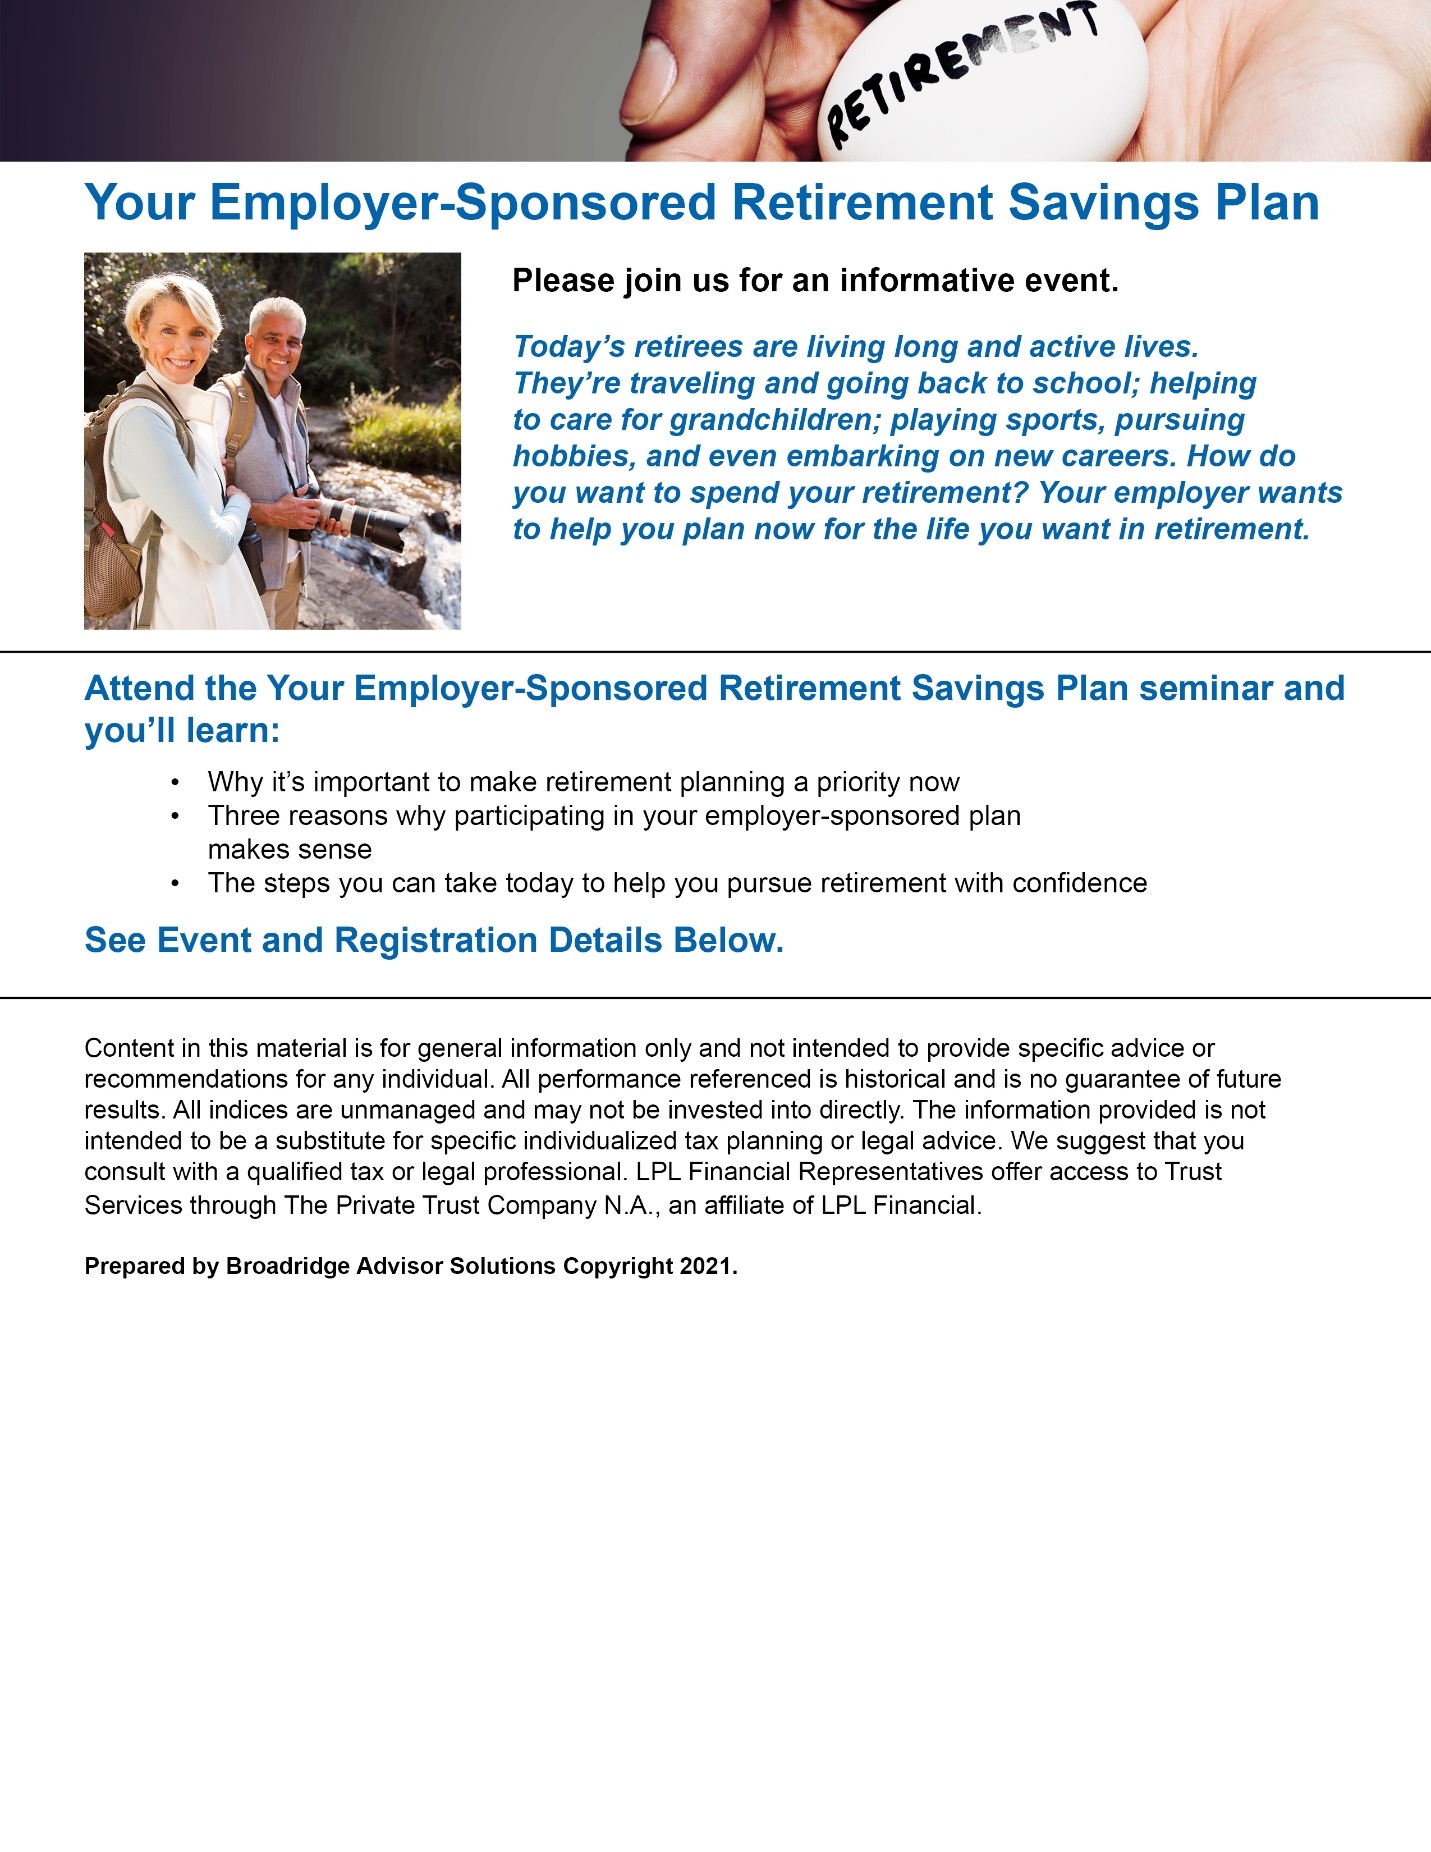 RETIREMENT
Your Employer-Sponsored Retirement Savings Plan
Please join us for an informative event.
Today’s retirees are living long and active lives.
They’re traveling and going back to school; helping
to care for grandchildren; playing sports, pursuing
hobbies, and even embarking on new careers. How do
you want to spend your retirement? Your employer wants
to help you plan now for the life you want in retirement.
Attend the Your Employer-Sponsored Retirement Savings Plan seminar and
you’ll learn:
• Why it’s important to make retirement planning a priority now
• Three reasons why participating in your employer-sponsored plan
makes sense
• The steps you can take today to help you pursue retirement with confidence
See Event and Registration Details Below.
Content in this material is for general information only and not intended to provide specific advice or
recommendations for any individual. All performance referenced is historical and is no guarantee of future
results. All indices are unmanaged and may not be invested into directly. The information provided is not
intended to be a substitute for specific individualized tax planning or legal advice. We suggest that you
consult with a qualified tax or legal professional. LPL Financial Representatives offer access to Trust
Services through The Private Trust Company N.A., an affiliate of LPL Financial.
Prepared by Broadridge Advisor Solutions Copyright 2021.